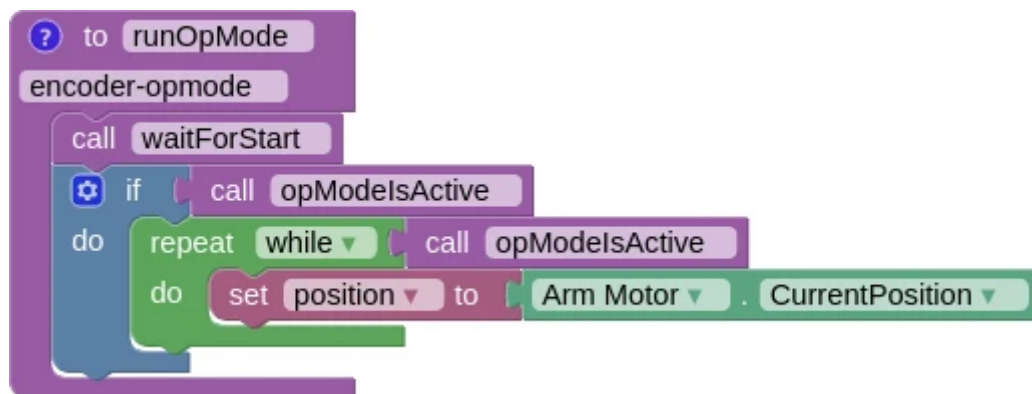 ? to runOpMode
encoder-opmode
call waitForStart
if call opModeIsActive
do repeat while call opModeIsActive
do set position to Arm Motor . CurrentPosition